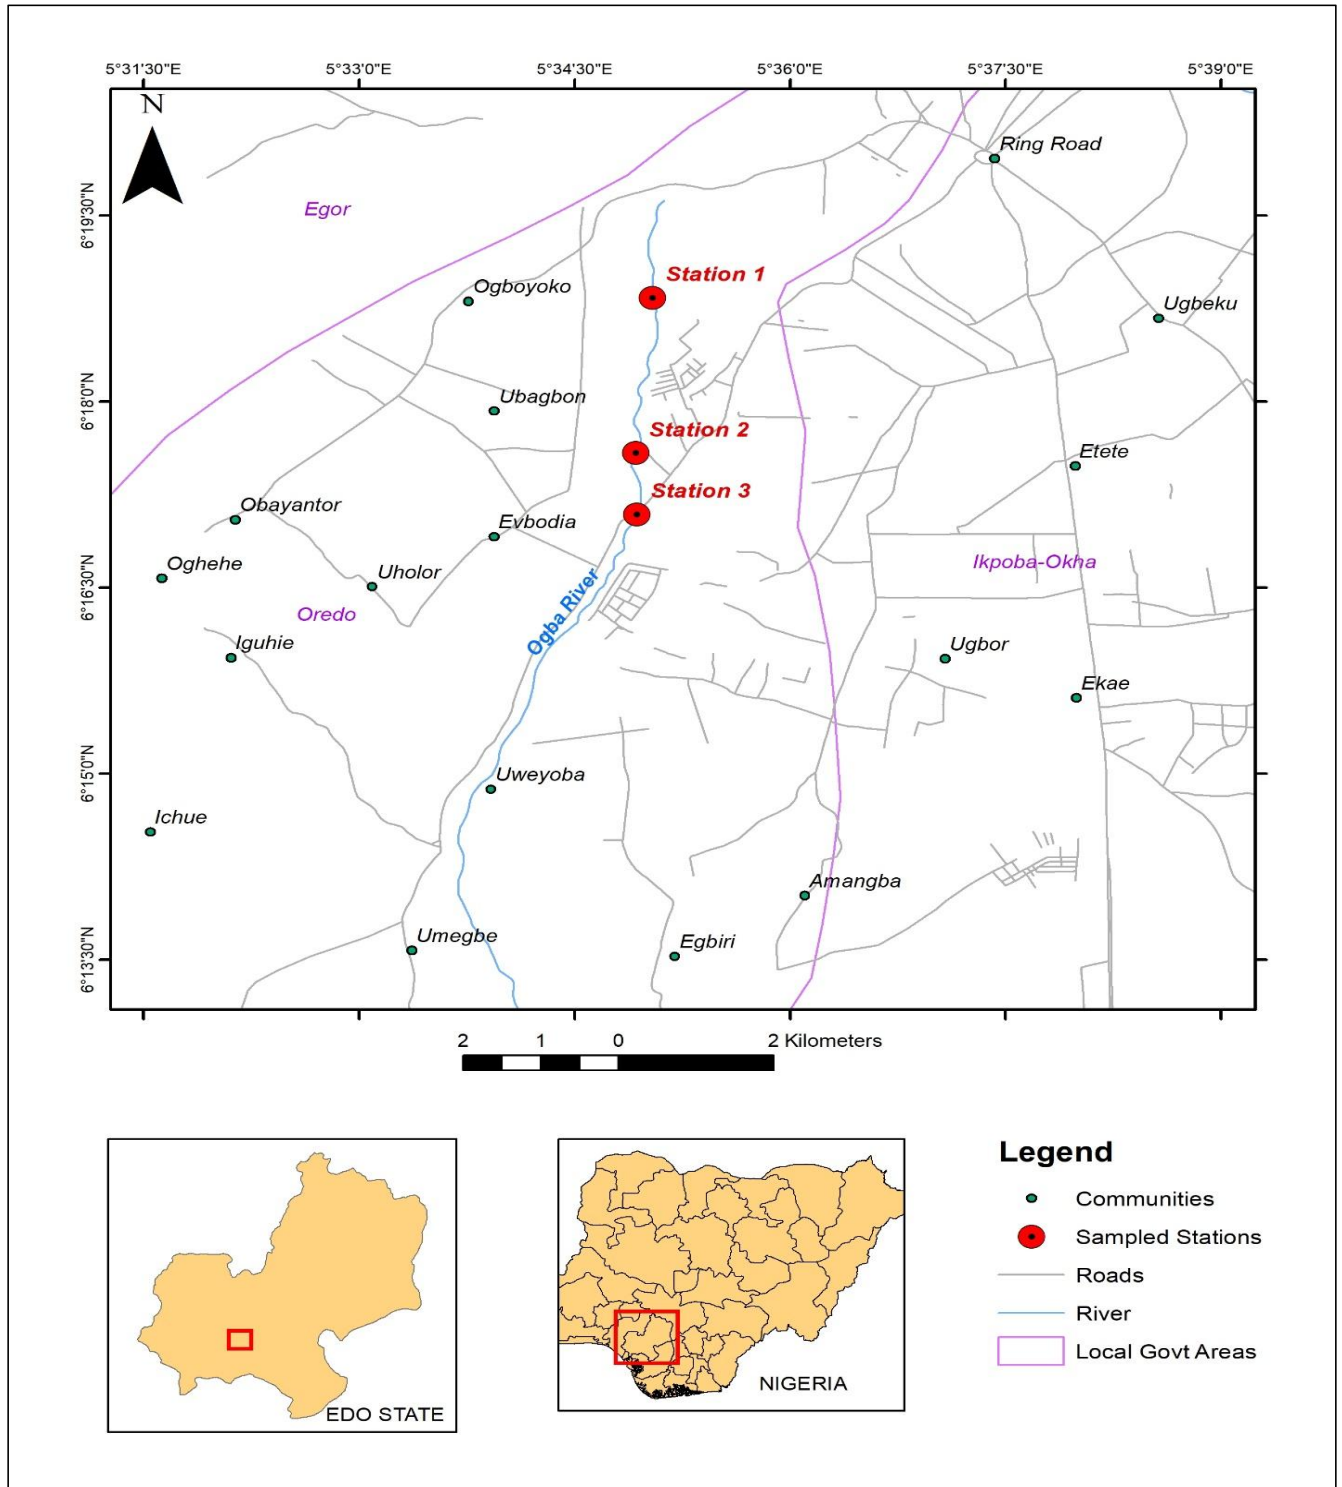 5°31'30"E 5°33'0"E 5°34'30"E 5°36'0"E 5°37'30"E 5°39'0"E
N
Ring Road
6°19'30"N
Egor
Station 1
Ogboyoko
Ugbeku
6°18'0"N
Ubagbon
Station 2
Etete
Station 3
Obayantor
Evbodia
Oghehe
Uholor
Ikpoba-Okha
6°16'30"N
Oredo
Ogba River
Iguhie
Ugbor
Ekae
6°15'0"N
Uweyoba
Ichue
Amangba
Umegbe
Egbiri
6°13'30"N
2 1 0 2 Kilometers
Legend
Communities
Sampled Stations
Roads
River
Local Govt Areas
NIGERIA
EDO STATE